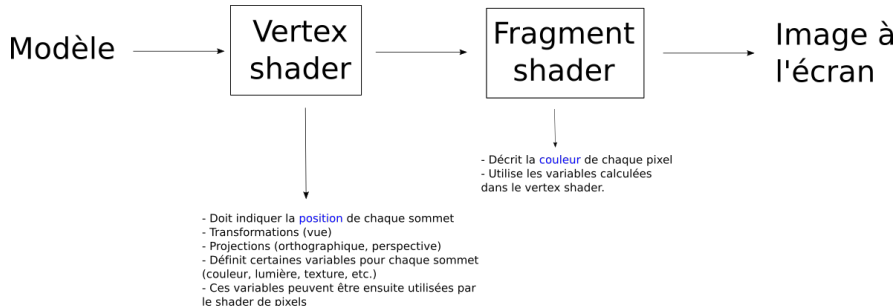 Modèle
Vertex
shader
Fragment
shader
Image à
l'écran
- Décrit la couleur de chaque pixel
- Utilise les variables calculées
dans le vertex shader.
- Doit indiquer la position de chaque sommet
- Transformations (vue)
- Projections (orthographique, perspective)
- Définit certaines variables pour chaque sommet
(couleur, lumière, texture, etc.)
- Ces variables peuvent être ensuite utilisées par
le shader de pixels